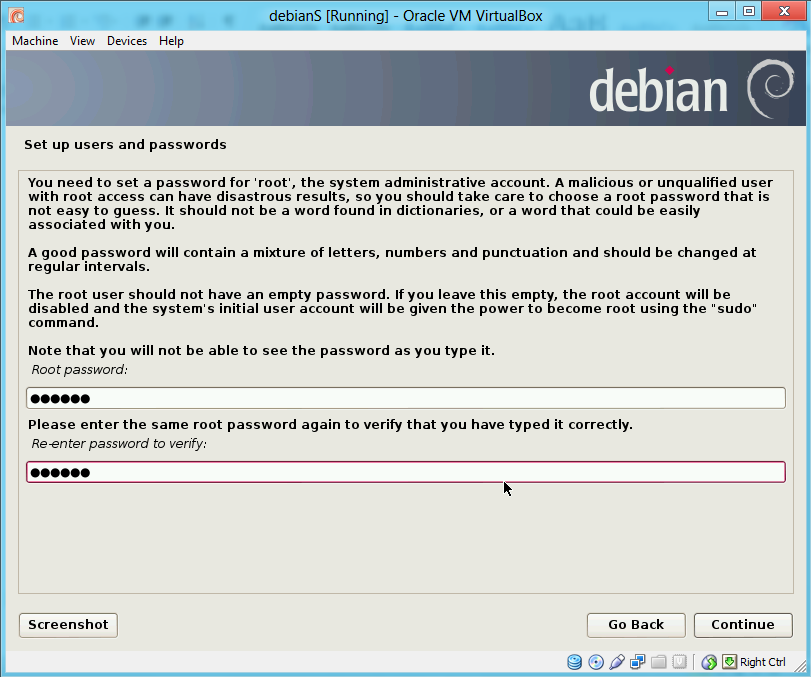 debianS [Running] - Oracle VM VirtualBox
Machine View Devices Help
debian
Set up users and passwords
You need to set a password for 'root', the system administrative account. A malicious or unqualified user
with root access can have disastrous results, so you should take care to choose a root password that is
not easy to guess. It should not be a word found in dictionaries, or a word that could be easily
associated with you.
A good password will contain a mixture of letters, numbers and punctuation and should be changed at
regular intervals.
The root user should not have an empty password. If you leave this empty, the root account will be
disabled and the system's initial user account will be given the power to become root using the "sudo"
command.
Note that you will not be able to see the password as you type it.
Root password:
●●●●●●
Please enter the same root password again to verify that you have typed it correctly.
Re-enter password to verify:
●●●●●●
Screenshot Go Back Continue
Right Ctrl